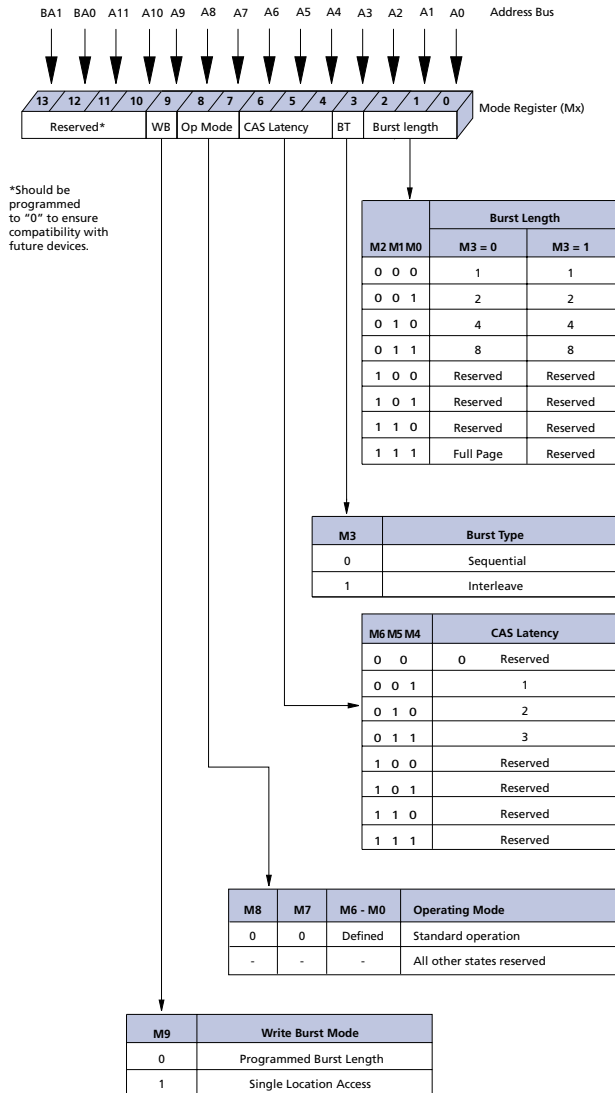 BA1 BA0 A11 A10 A9 A8 A7 A6 A5 A4 A3 A2 A1 A0 Address Bus
13 12 11 10 9 8 7 6 5 4 3 2 1 0
Mode Register (Mx)
Reserved* WB Op Mode CAS Latency BT Burst length
*Should be
programmed
to “0” to ensure
compatibility with
future devices.
Burst Length
M2 M1 M0 M3 = 0 M3 = 1
0 0 0 1 1
0 0 1 2 2
0 1 0 4 4
0 1 1 8 8
1 0 0 Reserved Reserved
1 0 1 Reserved Reserved
1 1 0 Reserved Reserved
1 1 1 Full Page Reserved
M3 Burst Type
0 Sequential
1 Interleave
M6 M5 M4 CAS Latency
0 0 0 Reserved
0 0 1 1
0 1 0 2
0 1 1 3
1 0 0 Reserved
1 0 1 Reserved
1 1 0 Reserved
1 1 1 Reserved
M8 M7 M6 - M0 Operating Mode
0 0 Defined Standard operation
- - - All other states reserved
M9 Write Burst Mode
0 Programmed Burst Length
1 Single Location Access